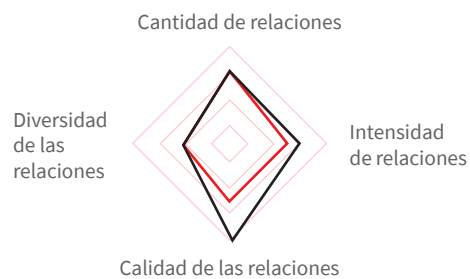 Cantidad de relaciones
Diversidad
de las
relaciones
Intensidad
de relaciones
Calidad de las relaciones